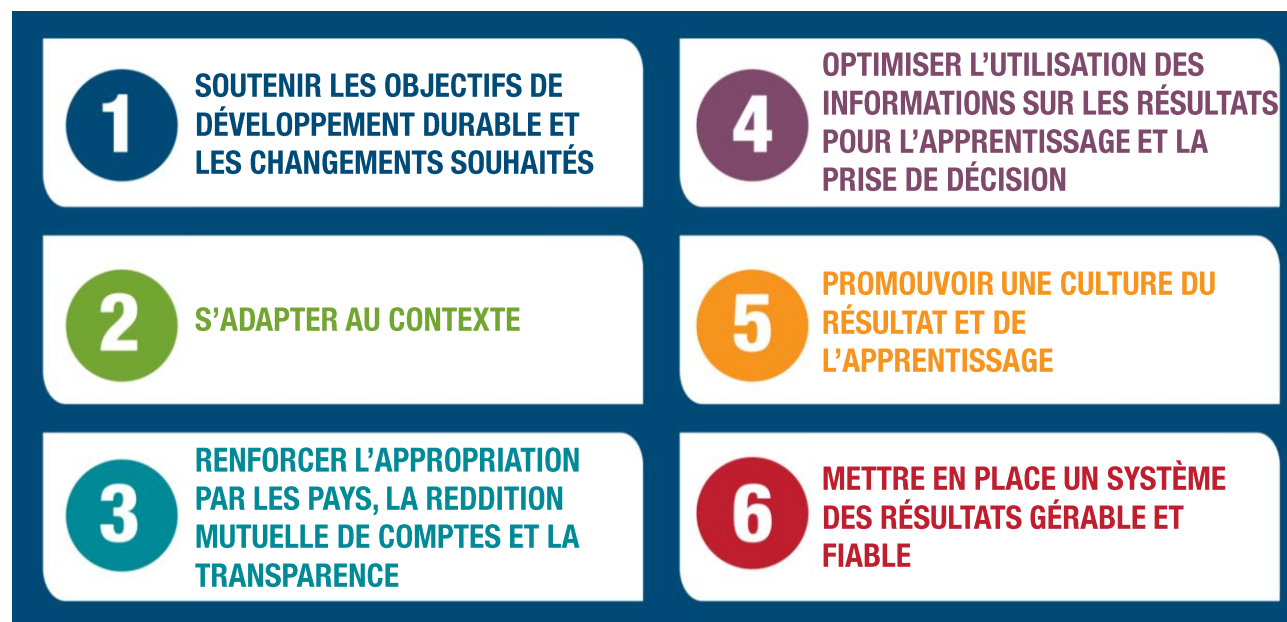 1
SOUTENIR LES OBJECTIFS DE
DÉVELOPPEMENT DURABLE ET
LES CHANGEMENTS SOUHAITÉS
2
S’ADAPTER AU CONTEXTE
3
RENFORCER L’APPROPRIATION
PAR LES PAYS, LA REDDITION
MUTUELLE DE COMPTES ET LA
TRANSPARENCE
4
OPTIMISER L’UTILISATION DES
INFORMATIONS SUR LES RÉSULTATS
POUR L’APPRENTISSAGE ET LA
PRISE DE DÉCISION
5
PROMOUVOIR UNE CULTURE DU
RÉSULTAT ET DE
L’APPRENTISSAGE
6
METTRE EN PLACE UN SYSTÈME
DES RÉSULTATS GÉRABLE ET
FIABLE